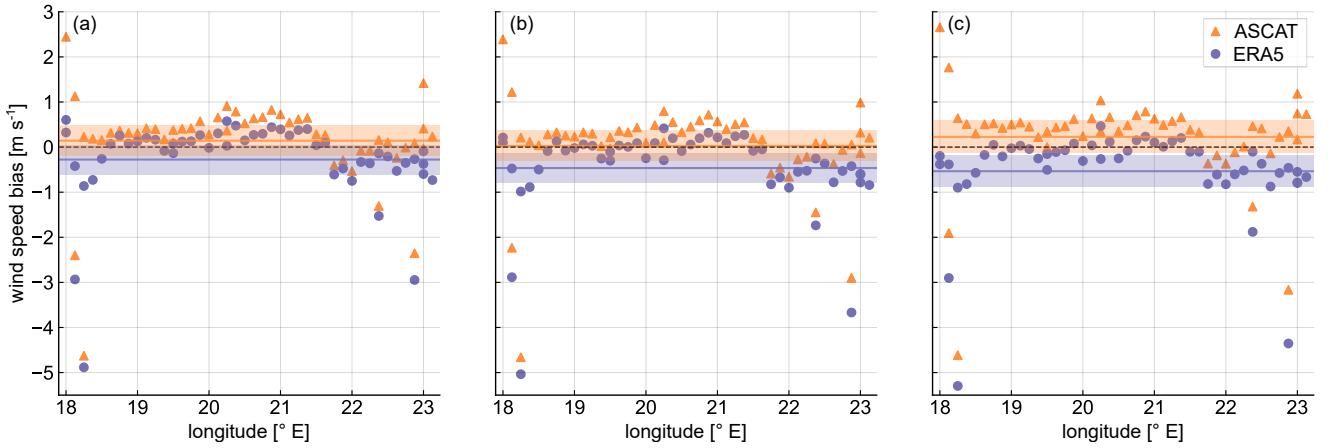 (a)
(b)
(c)
ASCAT
ERA5
wind speed bias [m s⁻¹]
3
2
1
0
−1
−2
−3
−4
−5
18 19 20 21 22 23
18 19 20 21 22 23
18 19 20 21 22 23
longitude [° E]
longitude [° E]
longitude [° E]